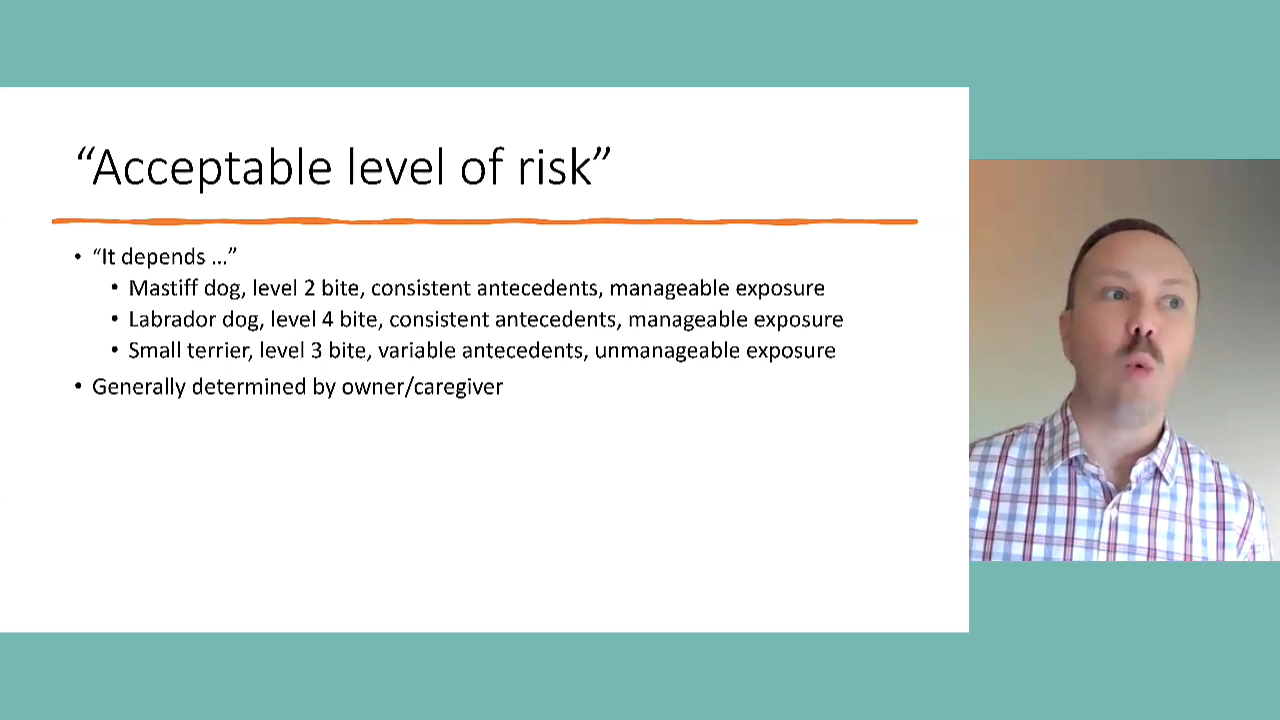 “Acceptable level of risk”
• “It depends ...”
• Mastiff dog, level 2 bite, consistent antecedents, manageable exposure
• Labrador dog, level 4 bite, consistent antecedents, manageable exposure
• Small terrier, level 3 bite, variable antecedents, unmanageable exposure
• Generally determined by owner/caregiver